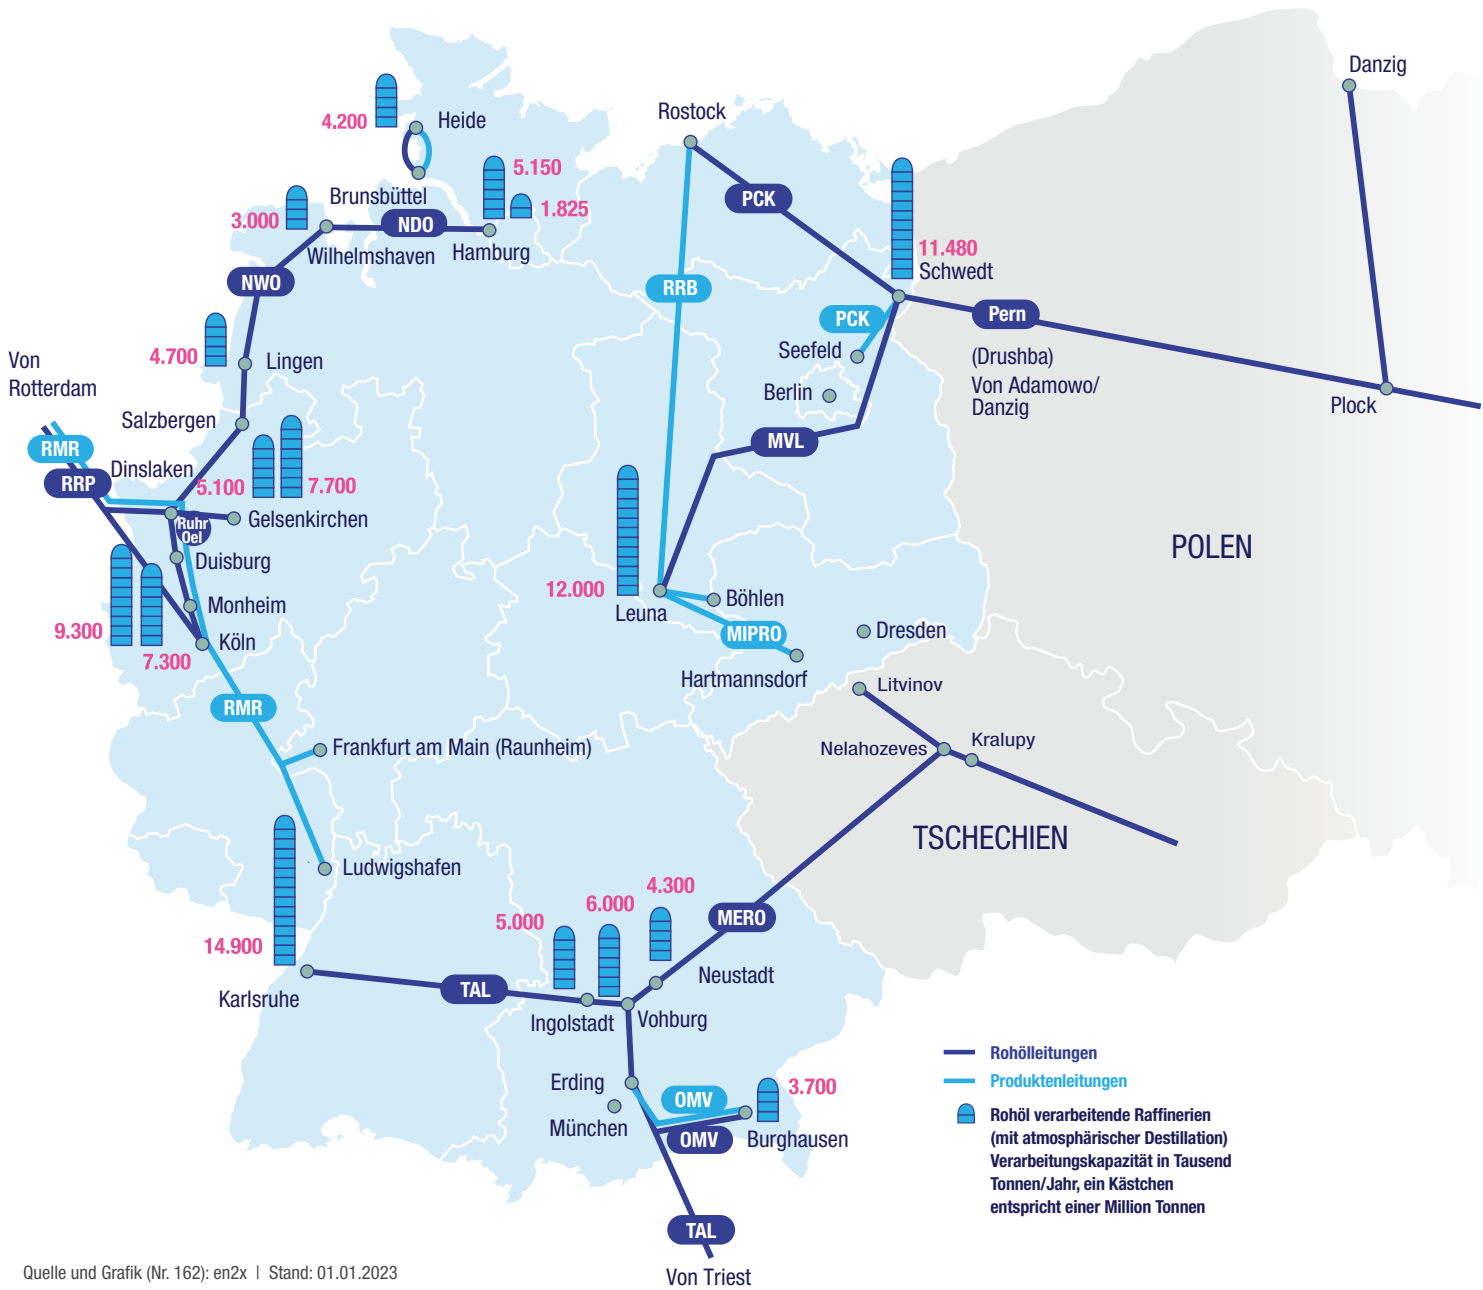 Danzig
Rostock
4.200
Heide
5.150
PCK
Brunsbüttel
3.000
NDO
1.825
11.480
Wilhelmshaven
Hamburg
Schwedt
NWO
RRB
PCK
Pern
4.700
Lingen
Seefeld
(Drushba)
Von Adamowo/
Danzig
Von
Rotterdam
Berlin
Plock
Salzbergen
MVL
RMR
Dinslaken
RRP
5.100
7.700
Gelsenkirchen
Ruhr
Oel
Duisburg
POLEN
12.000
Leuna
Böhlen
Monheim
9.300
Köln
7.300
MIPRO
Dresden
Hartmannsdorf
Litvinov
RMR
Frankfurt am Main (Raunheim)
Nelahozeves
Kralupy
TSCHECHIEN
Ludwigshafen
4.300
6.000
5.000
MERO
14.900
Neustadt
Karlsruhe
TAL
Ingolstadt
Vohburg
Erding
OMV
3.700
München
OMV
Burghausen
TAL
Von Triest
Rohölleitungen
Produktenleitungen
Rohöl verarbeitende Raffinerien
(mit atmosphärischer Destillation)
Verarbeitungskapazität in Tausend
Tonnen/Jahr, ein Kästchen
entspricht einer Million Tonnen
Quelle und Grafik (Nr. 162): en2x | Stand: 01.01.2023